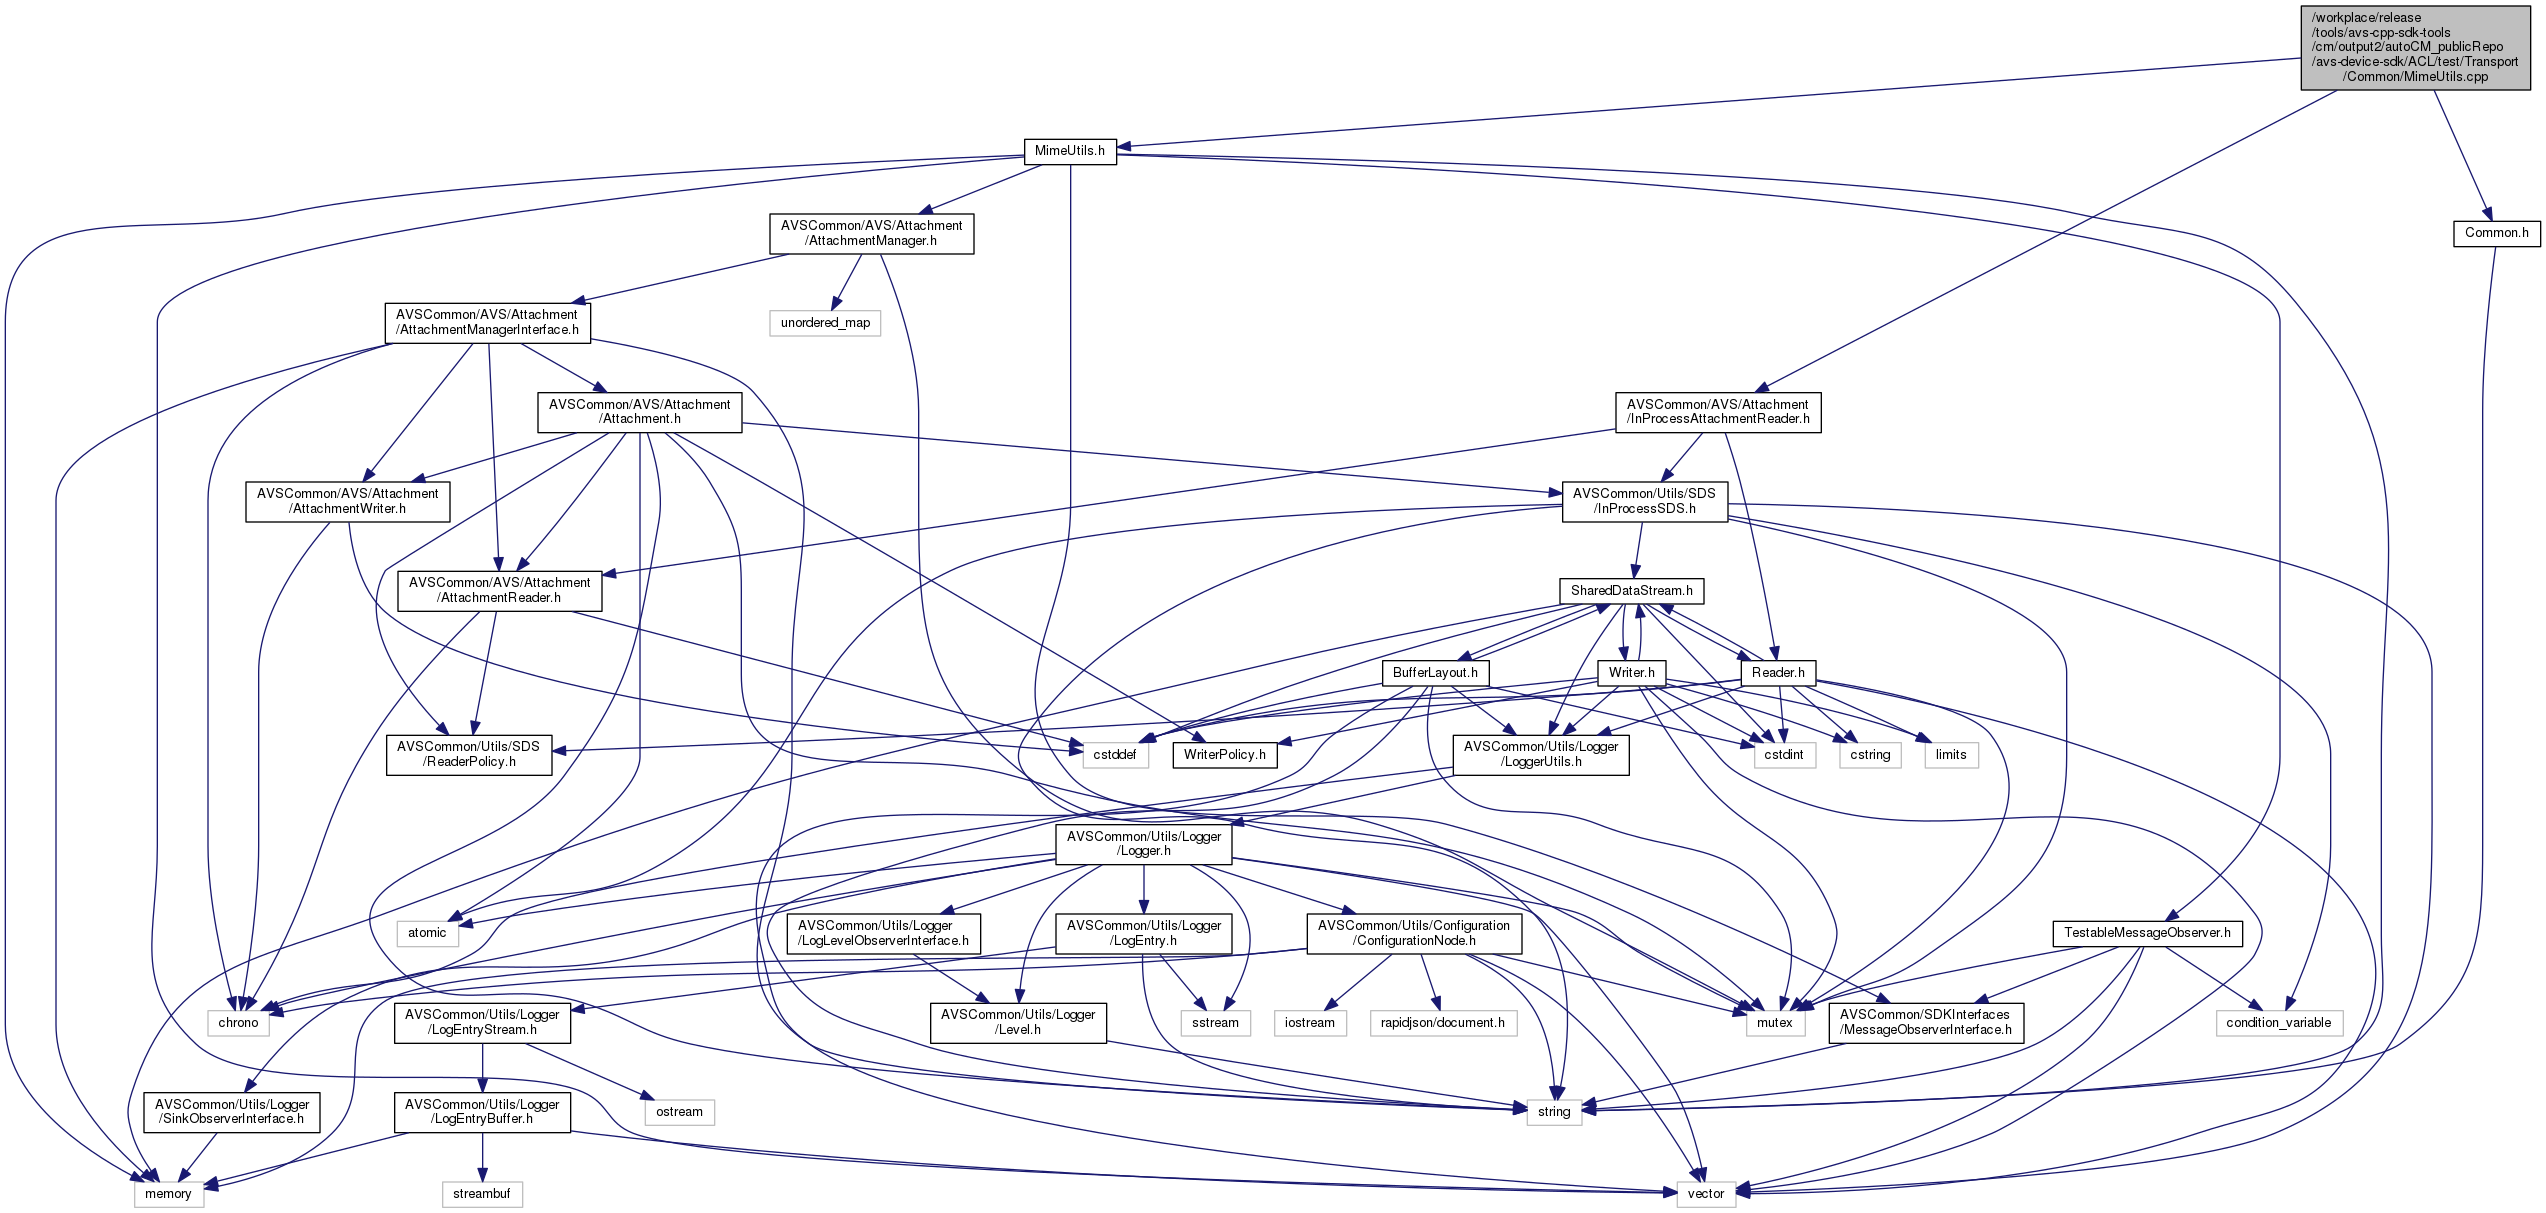 /workplace/release
/tools/avs-cpp-sdk-tools
/cm/output2/autoCM_publicRepo
/avs-device-sdk/ACL/test/Transport
/Common/MimeUtils.cpp
MimeUtils.h
AVSCommon/AVS/Attachment
/AttachmentManager.h
Common.h
AVSCommon/AVS/Attachment
/AttachmentManagerInterface.h
unordered_map
AVSCommon/AVS/Attachment
/Attachment.h
AVSCommon/AVS/Attachment
/InProcessAttachmentReader.h
AVSCommon/AVS/Attachment
/AttachmentWriter.h
AVSCommon/Utils/SDS
/InProcessSDS.h
AVSCommon/AVS/Attachment
/AttachmentReader.h
SharedDataStream.h
BufferLayout.h
Writer.h
Reader.h
AVSCommon/Utils/SDS
/ReaderPolicy.h
cstddef
WriterPolicy.h
AVSCommon/Utils/Logger
/LoggerUtils.h
cstdint
cstring
limits
AVSCommon/Utils/Logger
/Logger.h
atomic
AVSCommon/Utils/Logger
/LogLevelObserverInterface.h
AVSCommon/Utils/Logger
/LogEntry.h
AVSCommon/Utils/Configuration
/ConfigurationNode.h
TestableMessageObserver.h
chrono
AVSCommon/Utils/Logger
/LogEntryStream.h
AVSCommon/Utils/Logger
/Level.h
sstream
iostream
rapidjson/document.h
mutex
AVSCommon/SDKInterfaces
/MessageObserverInterface.h
condition_variable
AVSCommon/Utils/Logger
/SinkObserverInterface.h
AVSCommon/Utils/Logger
/LogEntryBuffer.h
ostream
string
memory
streambuf
vector